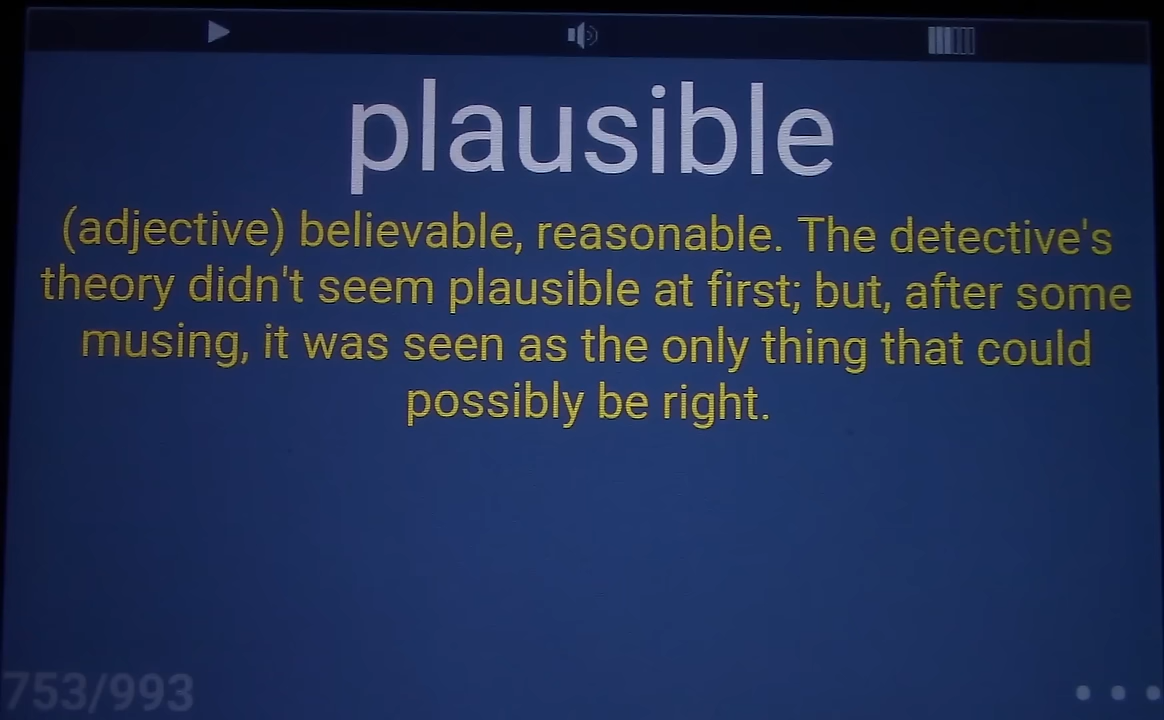 plausible
(adjective) believable, reasonable. The detective's
theory didn't seem plausible at first; but, after some
musing, it was seen as the only thing that could
possibly be right.
753/993